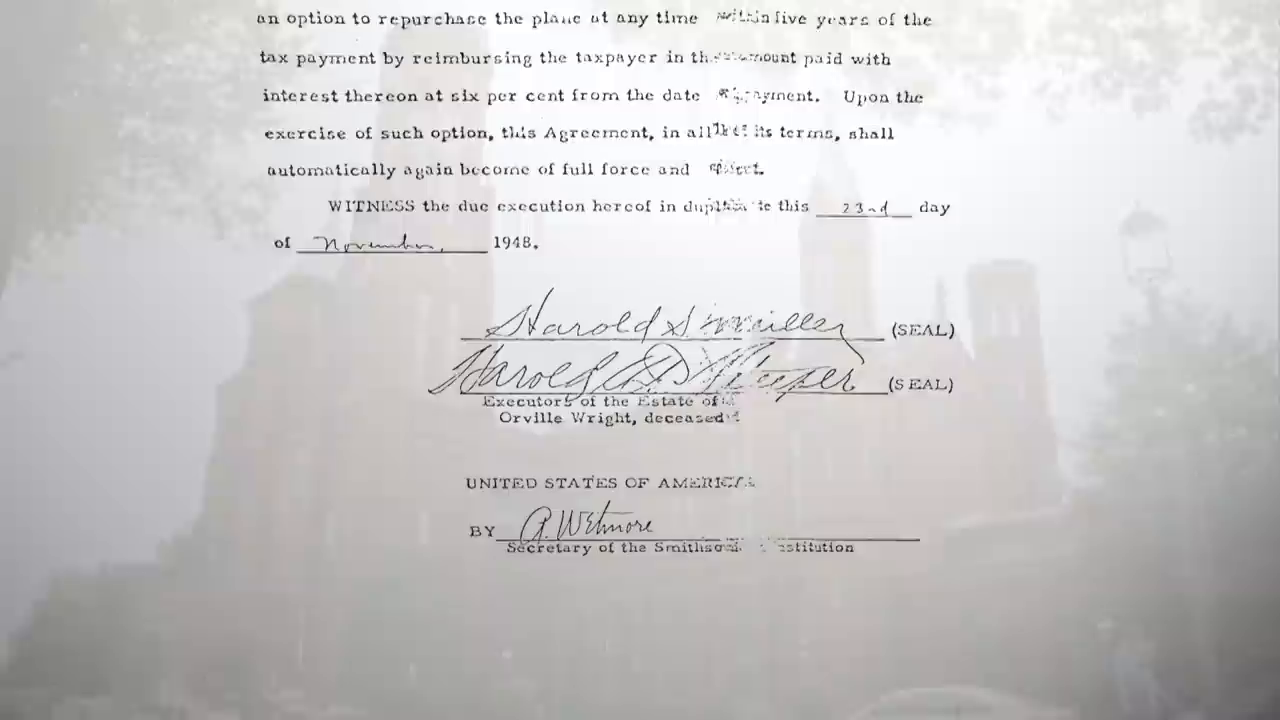 an option to repurchase the plane at any time within five years of the
tax payment by reimbursing the taxpayer in the amount paid with
interest thereon at six per cent from the date payment. Upon the
exercise of such option, this Agreement, in all its terms, shall
automatically again become of full force and effect.
WITNESS the due execution hereof in duplicate this 23rd day
of November, 1948.
Harold S Miller (SEAL)
Harold (SEAL)
Executors of the Estate of
Orville Wright, deceased
UNITED STATES OF AMERICA
BY A. Wetmore
Secretary of the Smithsonian Institution